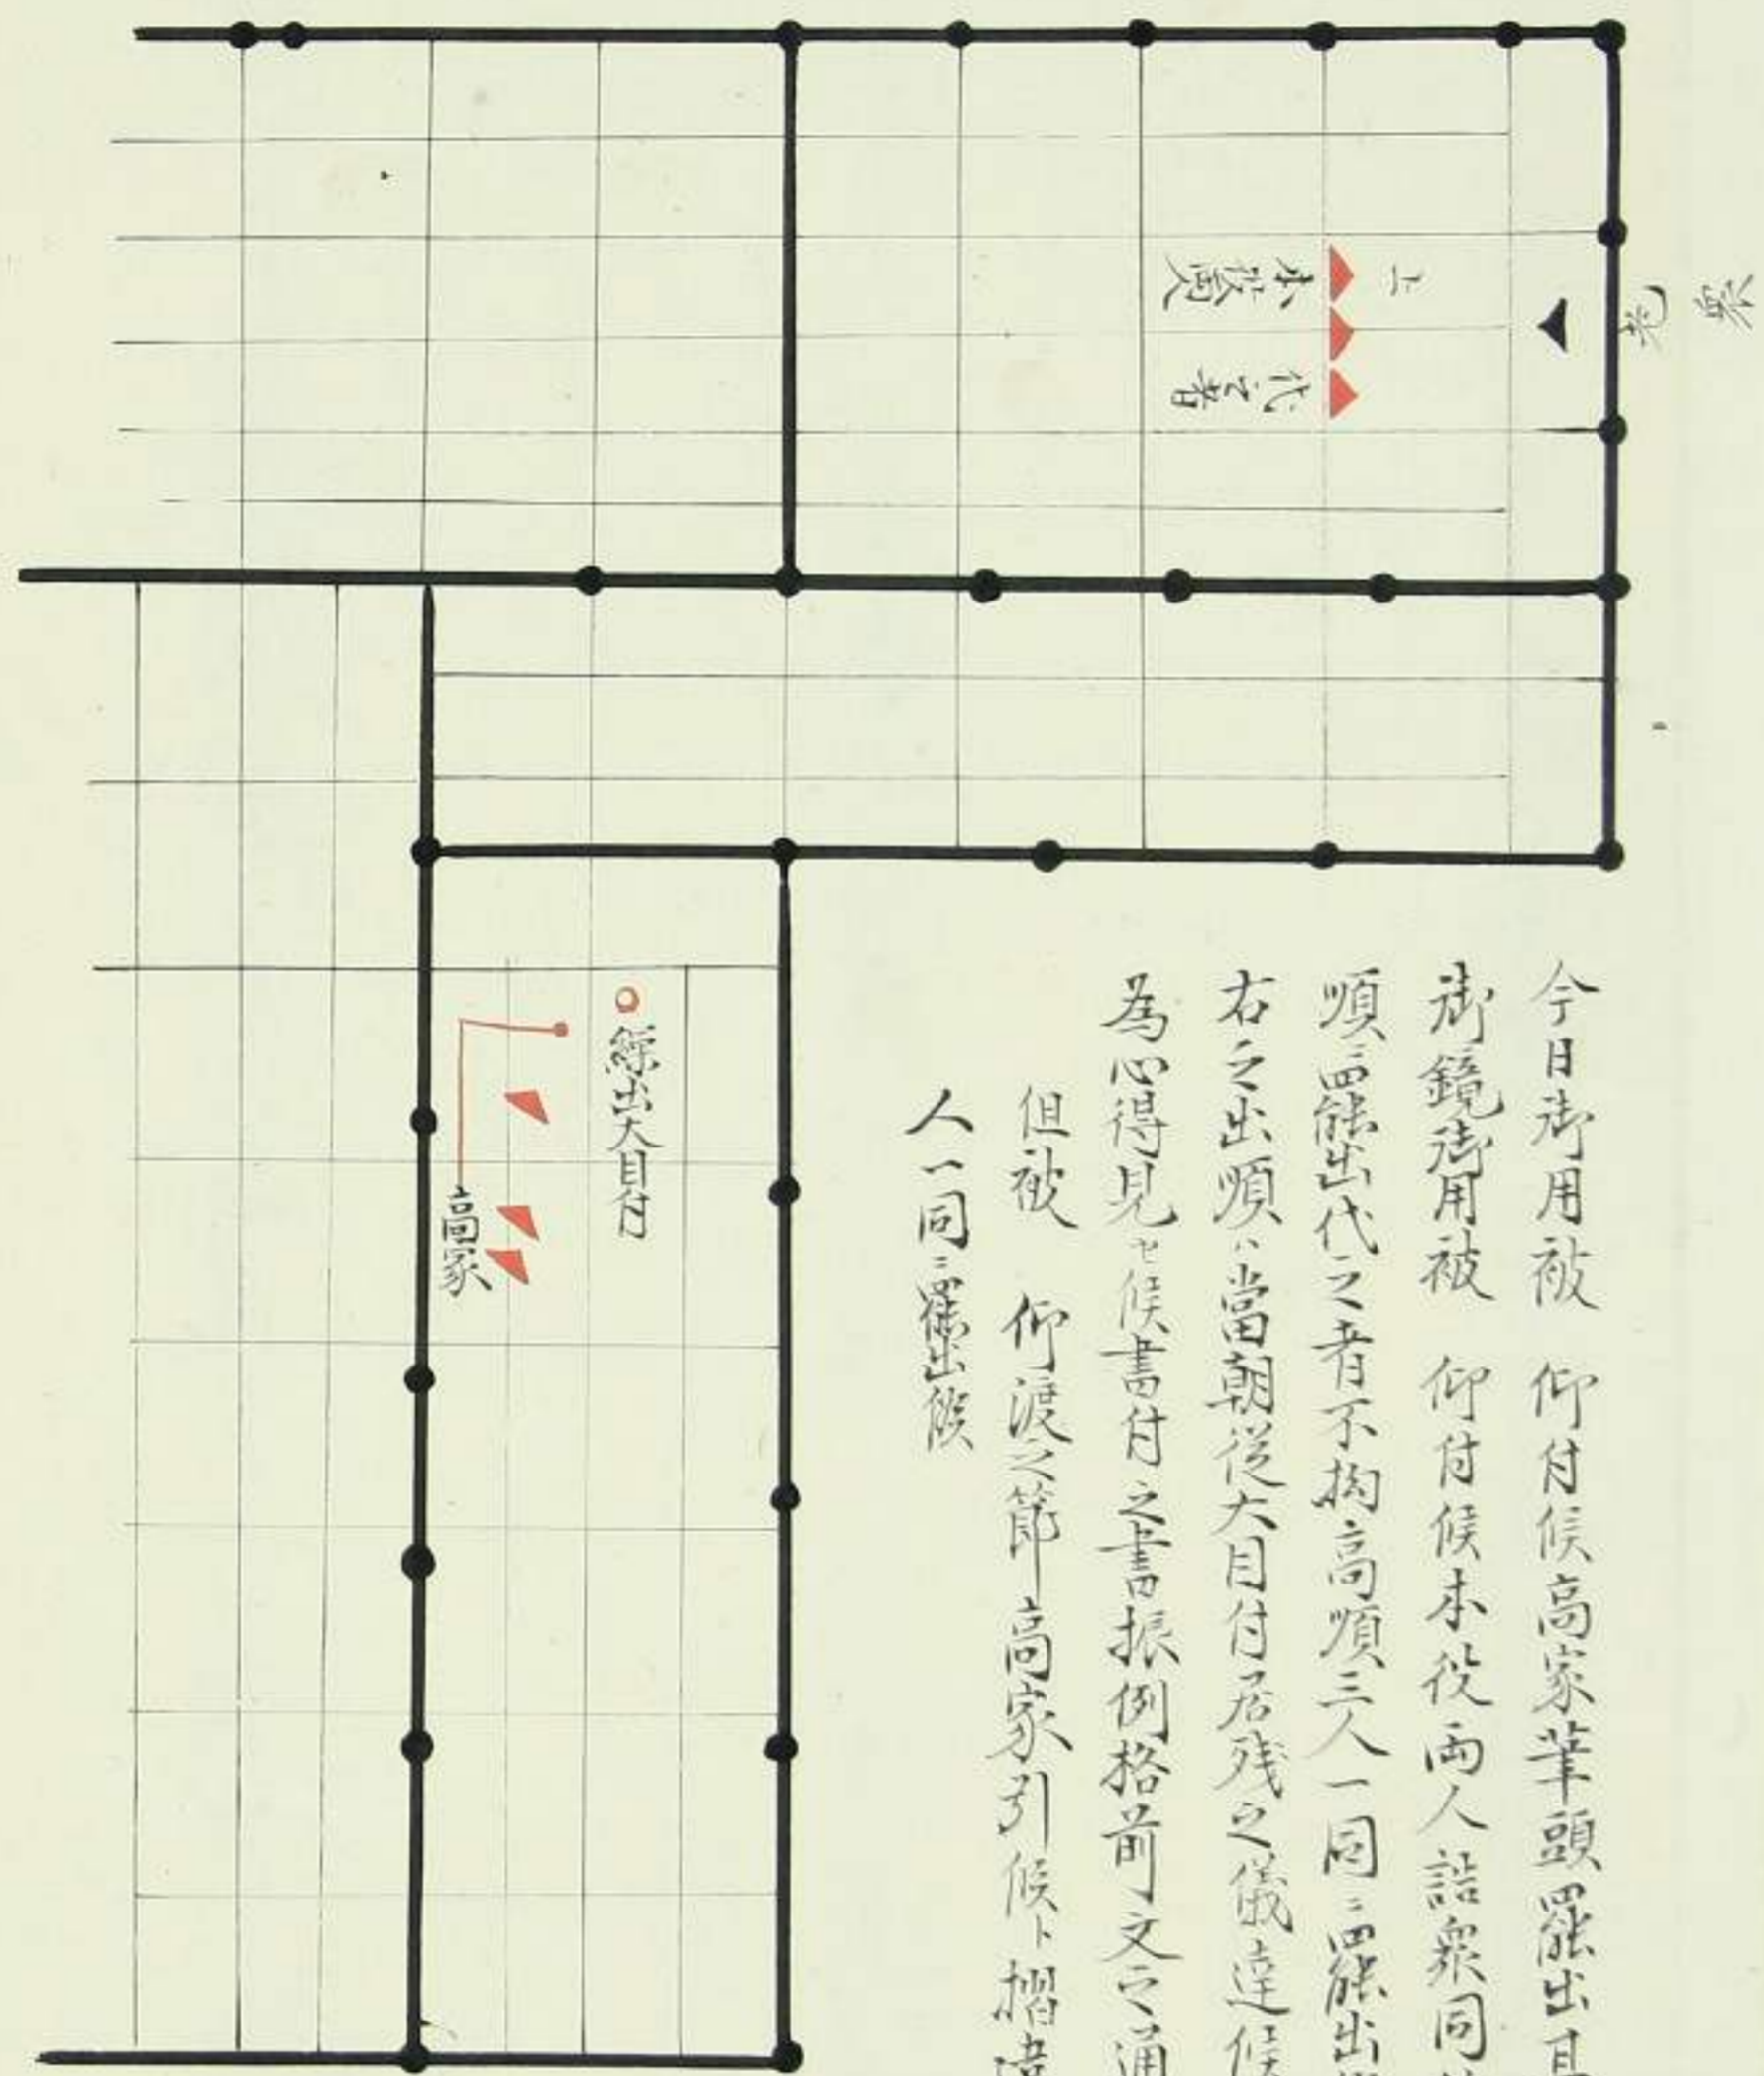 今日御用被　仰付候高家筆頭罷出其
御鏡御用被　仰付候本役両人詰衆同
順ニ罷出代之者不拘高順三人一同ニ罷出
右之出順ハ當朝從大目付居残之儀達候
為心得見セ候書付之書振例格前文之通
但被　仰渡之節高家引候ト摺違
人一同ニ罷出候
老
上
本役両人
代之者
繰出大目付
高家